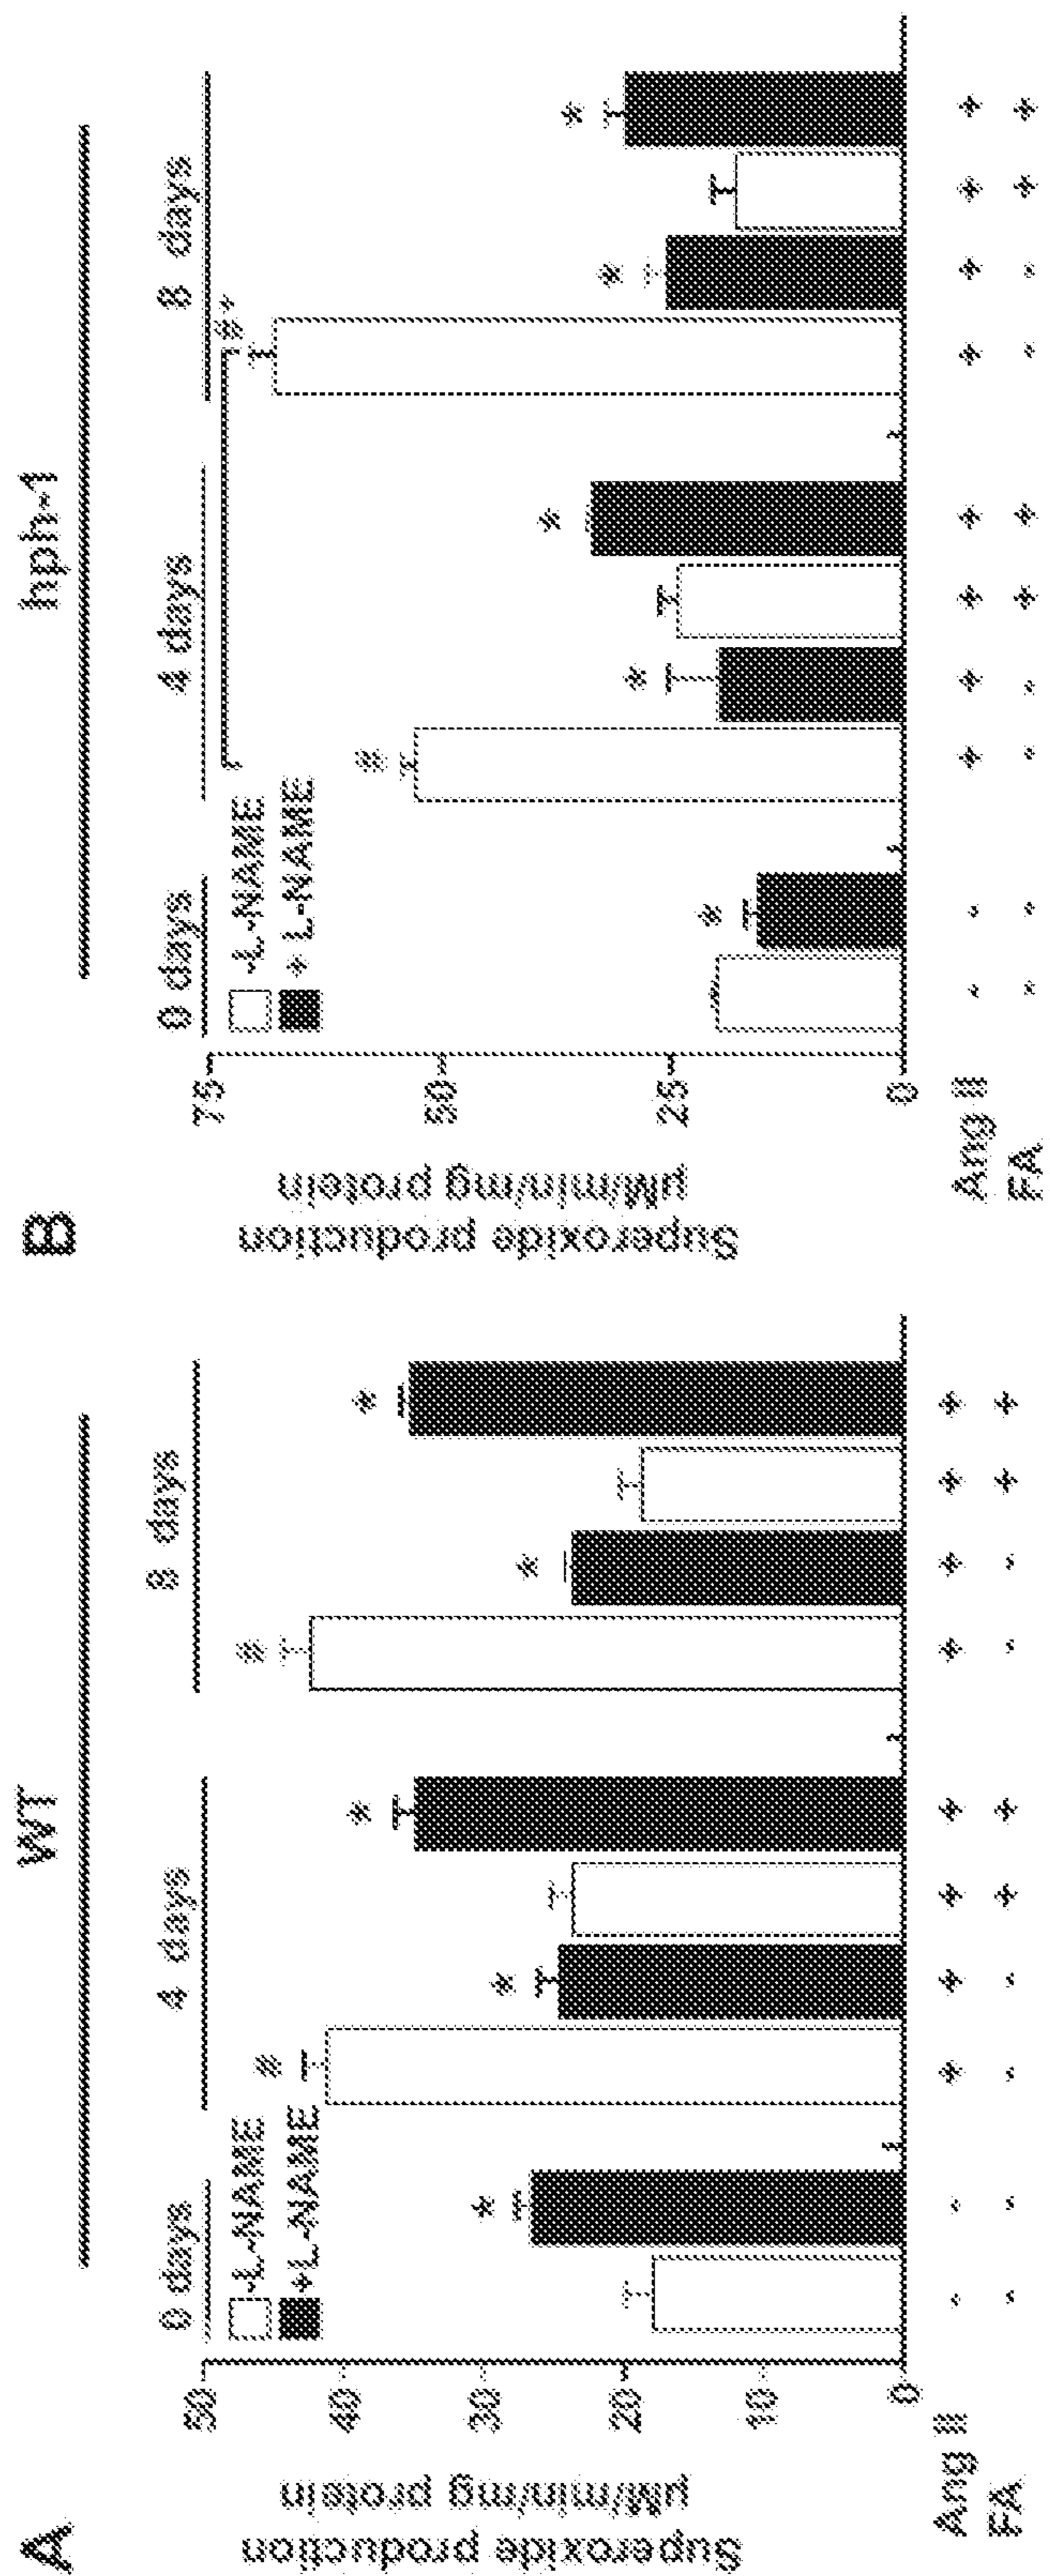 A
WT
0 days 4 days 8 days
-L-NAME
+L-NAME
Superoxide production
µM/min/mg protein
50
40
30
20
10
0
Ang II - - + + + + + + + +
FA - - - - + + - - + +
B
hph-1
0 days 4 days 8 days
-L-NAME
+ L-NAME
Superoxide production
µM/min/mg protein
75
50
25
0
Ang II - - + + + + + + + +
FA - - - - + + - - + +